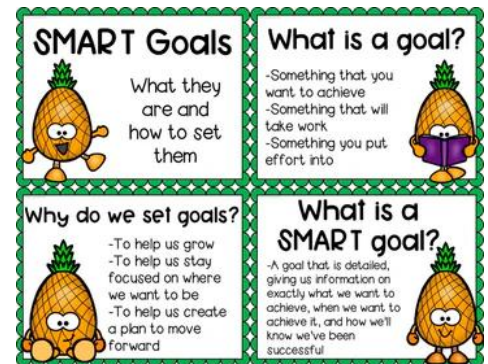 SMART Goals
What they
are and
how to set
them
What is a goal?
-Something that you
want to achieve
-Something that will
take work
-Something you put
effort into
Why do we set goals?
-To help us grow
-To help us stay
focused on where
we want to be
-To help us create
a plan to move
forward
What is a
SMART goal?
-A goal that is detailed,
giving us information on
exactly what we want to
achieve, when we want to
achieve it, and how we'll
know we've been
successful